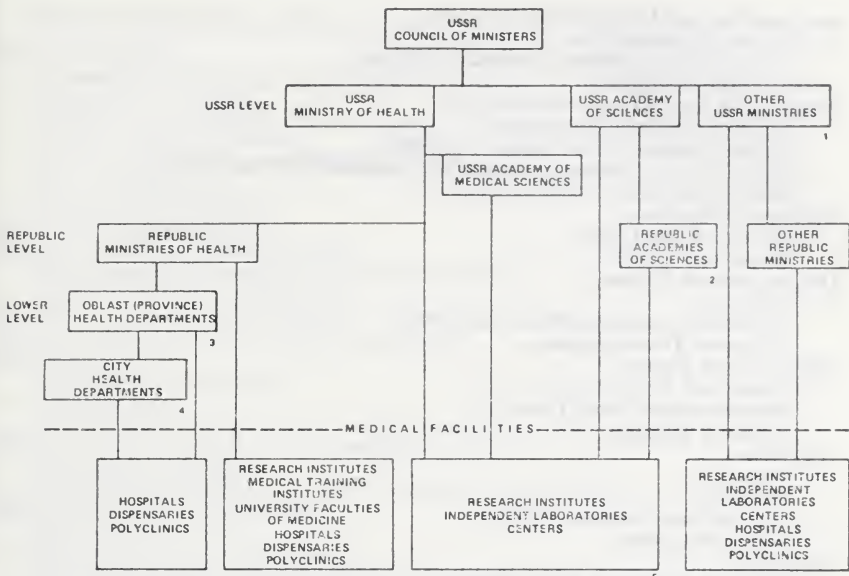 USSR
COUNCIL OF MINISTERS
USSR LEVEL
USSR
MINISTRY OF HEALTH
USSR ACADEMY
OF SCIENCES
OTHER
USSR MINISTRIES
1
USSR ACADEMY OF
MEDICAL SCIENCES
REPUBLIC
LEVEL
REPUBLIC
MINISTRIES OF HEALTH
REPUBLIC
ACADEMIES
OF SCIENCES
2
OTHER
REPUBLIC
MINISTRIES
LOWER
LEVEL
OBLAST (PROVINCE)
HEALTH DEPARTMENTS
3
CITY
HEALTH
DEPARTMENTS
4
MEDICAL FACILITIES
HOSPITALS
DISPENSARIES
POLYCLINICS
RESEARCH INSTITUTES
MEDICAL TRAINING
INSTITUTES
UNIVERSITY FACULTIES
OF MEDICINE
HOSPITALS
DISPENSARIES
POLYCLINICS
RESEARCH INSTITUTES
INDEPENDENT LABORATORIES
CENTERS
RESEARCH INSTITUTES
INDEPENDENT
LABORATORIES
CENTERS
HOSPITALS
DISPENSARIES
POLYCLINICS